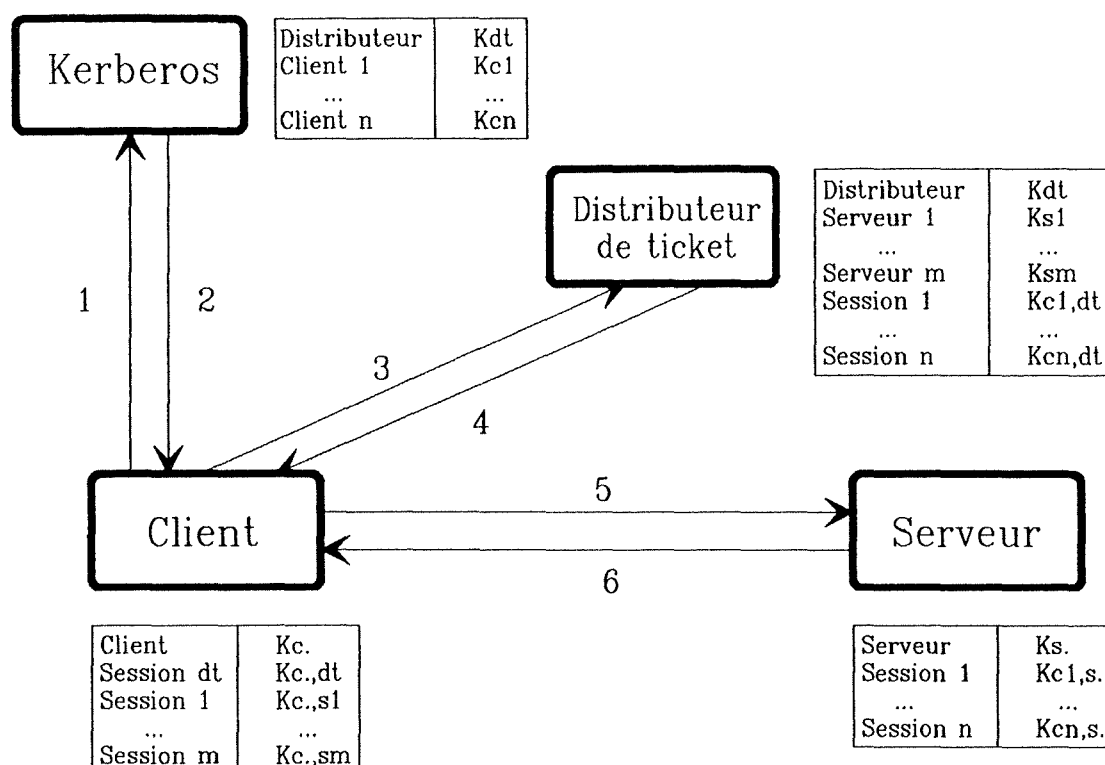 Kerberos
Distributeur Kdt
Client 1 Kc1
... ...
Client n Kcn
Distributeur
de ticket
Distributeur Kdt
Serveur 1 Ks1
... ...
Serveur m Ksm
Session 1 Kc1,dt
... ...
Session n Kcn,dt
1
2
3
4
5
6
Client
Serveur
Client Kc.
Session dt Kc.,dt
Session 1 Kc.,s1
... ...
Session m Kc.,sm
Serveur Ks.
Session 1 Kc1,s.
... ...
Session n Kcn,s.